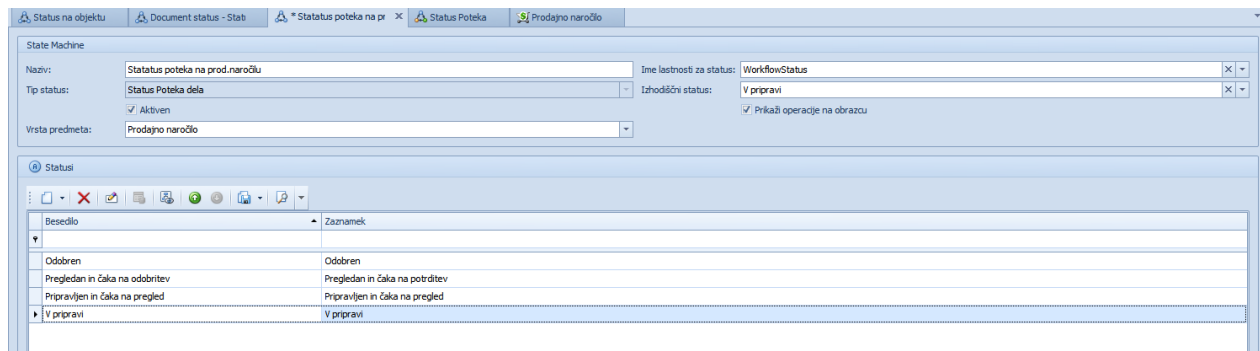 Status na objektu
Document status - Stati
* Statatus poteka na pr
Status Poteka
Prodajno naročilo
State Machine
Naziv: Statatus poteka na prod.naročilu
Ime lastnosti za status: WorkflowStatus
Tip status: Status Poteka dela
Izhodiščni status: V pripravi
Aktiven
Prikaži operacije na obrazcu
Vrsta predmeta: Prodajno naročilo
Statusi
Besedilo Zaznamek
Odobren Odobren
Pregledan in čaka na odobritev Pregledan in čaka na potrditev
Pripravljen in čaka na pregled Pripravljen in čaka na pregled
V pripravi V pripravi